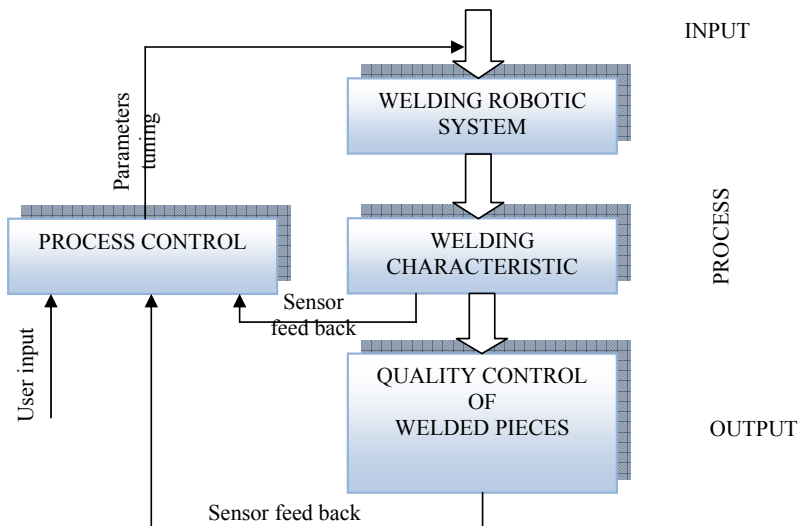 INPUT
WELDING ROBOTIC
SYSTEM
Parameters
tuning
PROCESS CONTROL
WELDING
CHARACTERISTIC
PROCESS
Sensor
feed back
User input
QUALITY CONTROL
OF
WELDED PIECES
OUTPUT
Sensor feed back